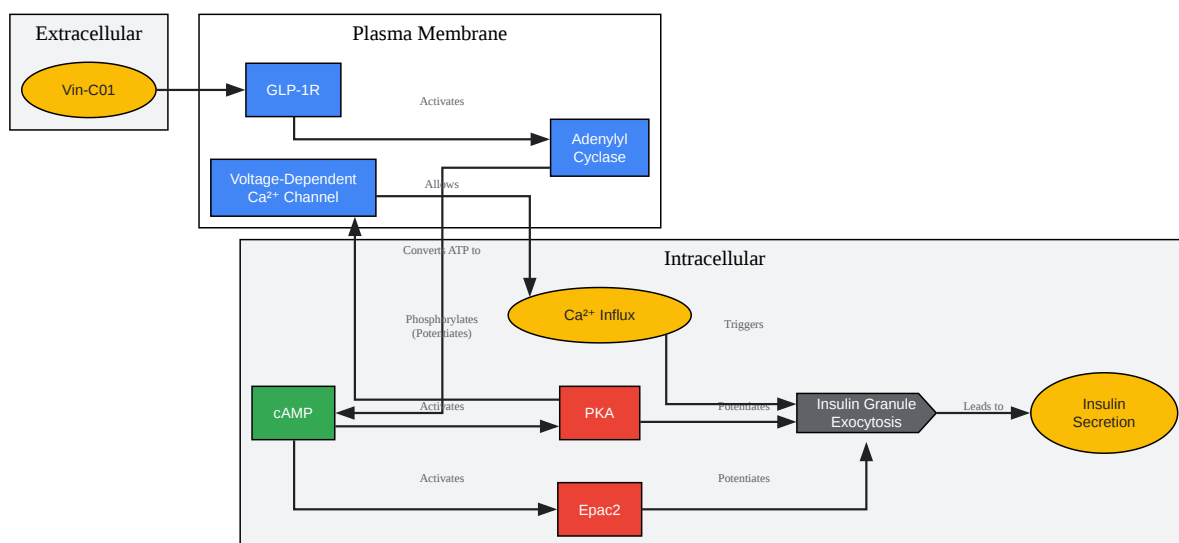 Extracellular
Plasma Membrane
Vin-C01
GLP-1R
Activates
Adenylyl
Cyclase
Voltage-Dependent
Ca²⁺ Channel
Allows
Converts ATP to
Intracellular
Ca²⁺ Influx
Phosphorylates
(Potentiates)
Triggers
cAMP
Activates
PKA
Potentiates
Insulin Granule
Exocytosis
Leads to
Insulin
Secretion
Activates
Epac2
Potentiates